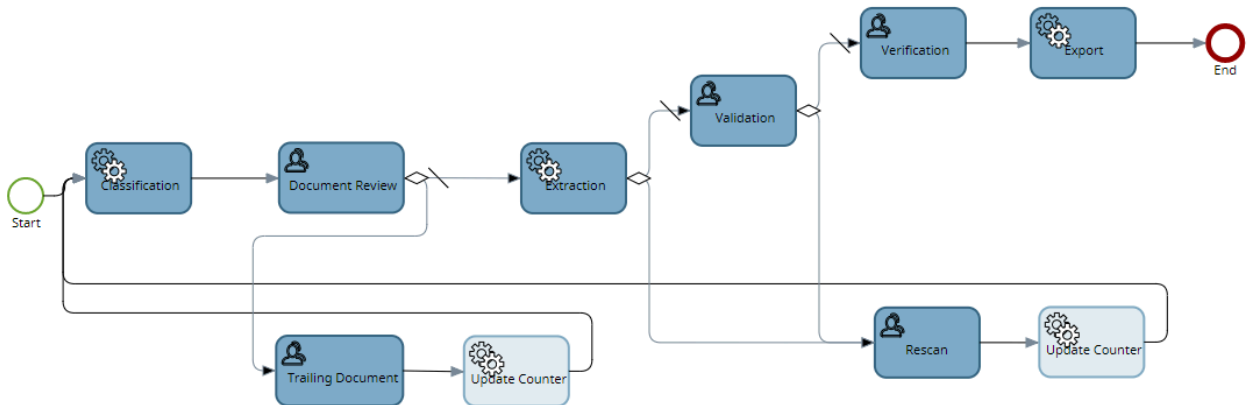 Verification
Export
End
Validation
Classification
Document Review
Extraction
Start
Rescan
Update Counter
Trailing Document
Update Counter